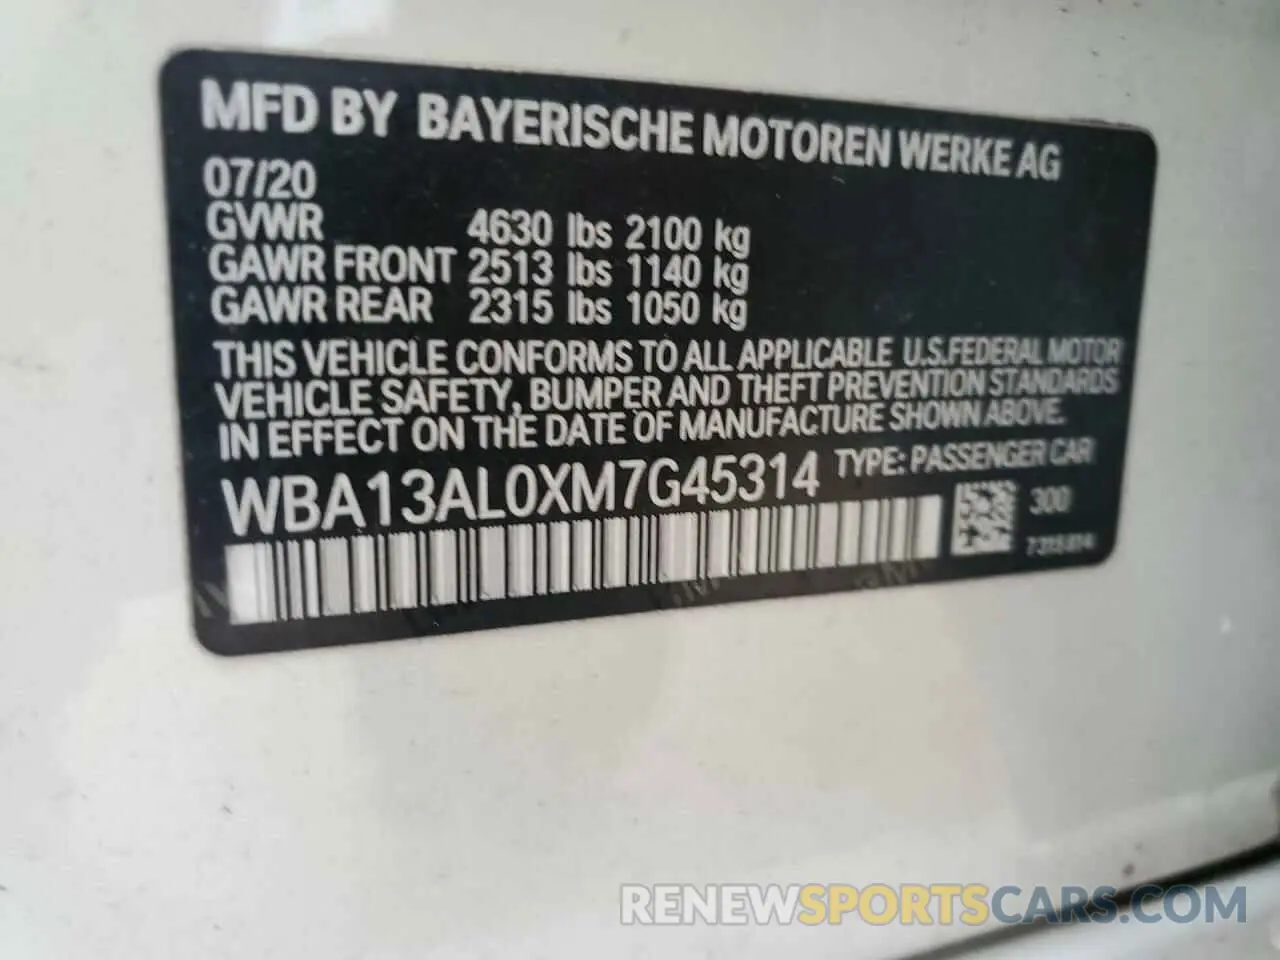 MFD BY BAYERISCHE MOTOREN WERKE AG
07/20
GVWR 4630 lbs 2100 kg
GAWR FRONT 2513 lbs 1140 kg
GAWR REAR 2315 lbs 1050 kg
THIS VEHICLE CONFORMS TO ALL APPLICABLE U.S.FEDERAL MOTOR
VEHICLE SAFETY, BUMPER AND THEFT PREVENTION STANDARDS
IN EFFECT ON THE DATE OF MANUFACTURE SHOWN ABOVE.
WBA13AL0XM7G45314 TYPE: PASSENGER CAR
300
RENEWSPORTSCARS.COM